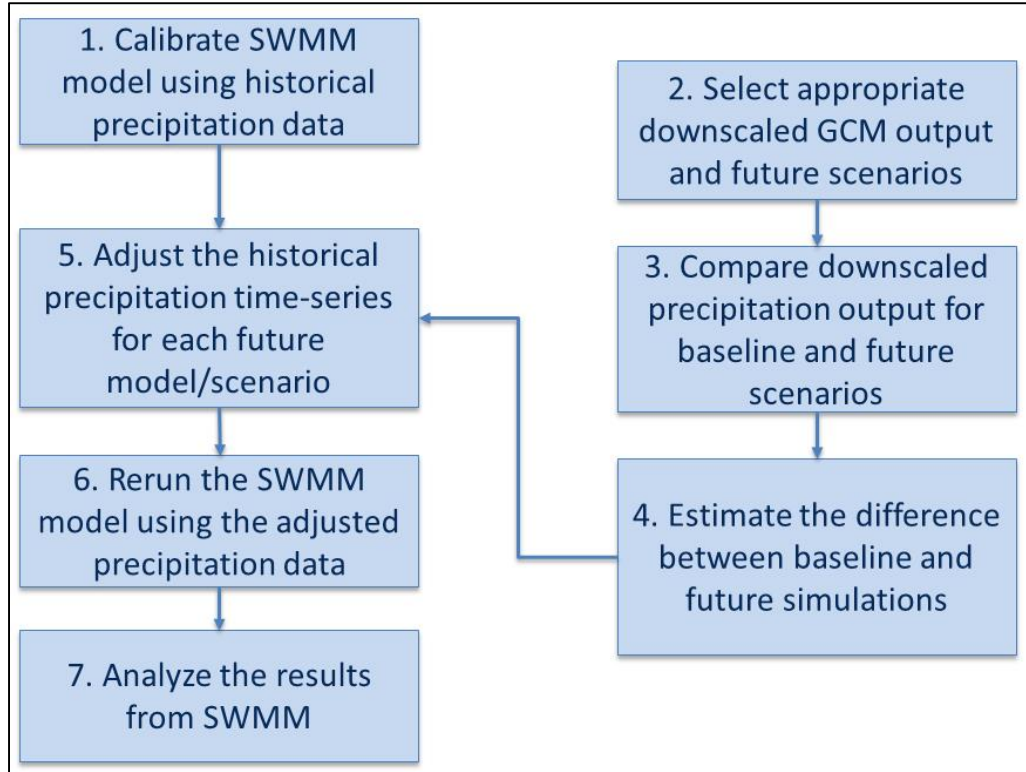 1. Calibrate SWMM
model using historical
precipitation data
2. Select appropriate
downscaled GCM output
and future scenarios
3. Compare downscaled
precipitation output for
baseline and future
scenarios
4. Estimate the difference
between baseline and
future simulations
5. Adjust the historical
precipitation time-series
for each future
model/scenario
6. Rerun the SWMM
model using the adjusted
precipitation data
7. Analyze the results
from SWMM